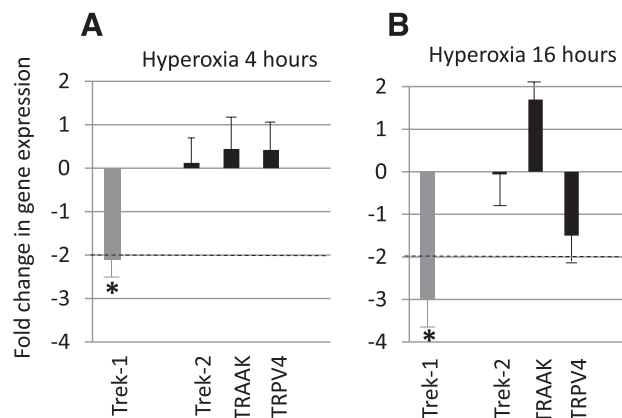 A
Hyperoxia 4 hours
Fold change in gene expression
2
1
0
-1
-2
-3
-4
*
Trek-1
Trek-2
TRAAK
TRPV4
B
Hyperoxia 16 hours
2
1
0
-1
-2
-3
-4
*
Trek-1
Trek-2
TRAAK
TRPV4